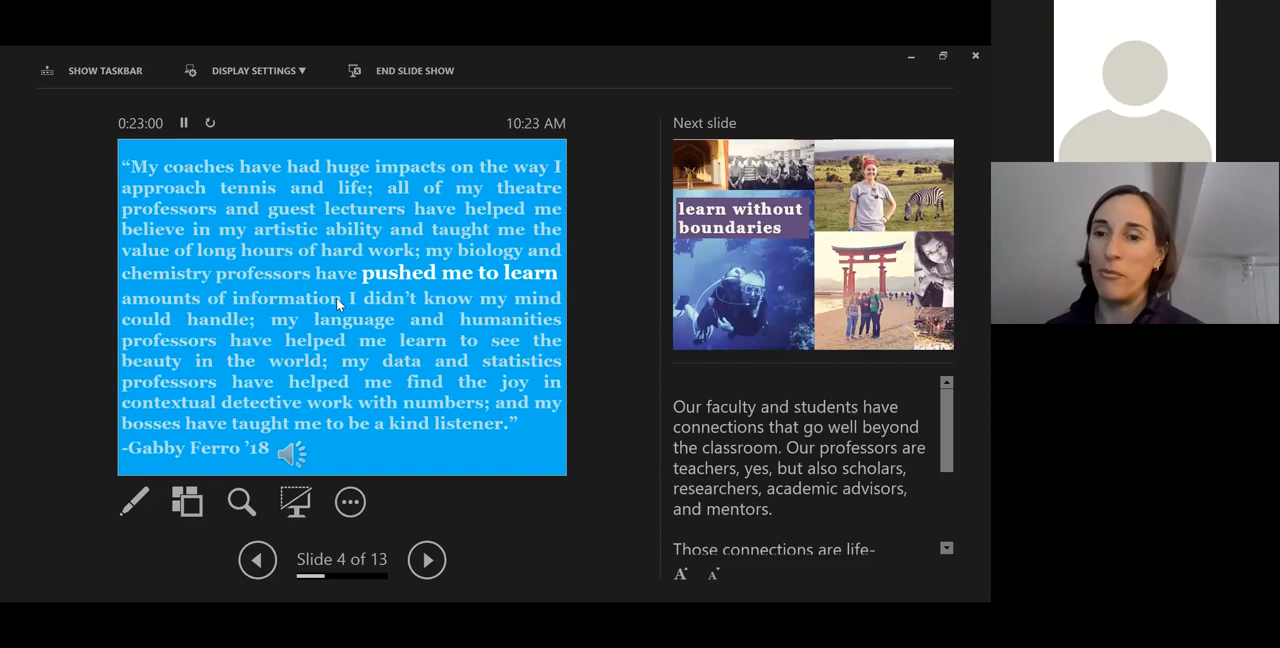 SHOW TASKBAR
DISPLAY SETTINGS ▼
END SLIDE SHOW
0:23:00
10:23 AM
“My coaches have had huge impacts on the way I
approach tennis and life; all of my theatre
professors and guest lecturers have helped me
believe in my artistic ability and taught me the
value of long hours of hard work; my biology and
chemistry professors have pushed me to learn
amounts of information I didn’t know my mind
could handle; my language and humanities
professors have helped me learn to see the
beauty in the world; my data and statistics
professors have helped me find the joy in
contextual detective work with numbers; and my
bosses have taught me to be a kind listener.”
-Gabby Ferro ’18
Slide 4 of 13
Next slide
learn without
boundaries
Our faculty and students have
connections that go well beyond
the classroom. Our professors are
teachers, yes, but also scholars,
researchers, academic advisors,
and mentors.
Those connections are life-
A A